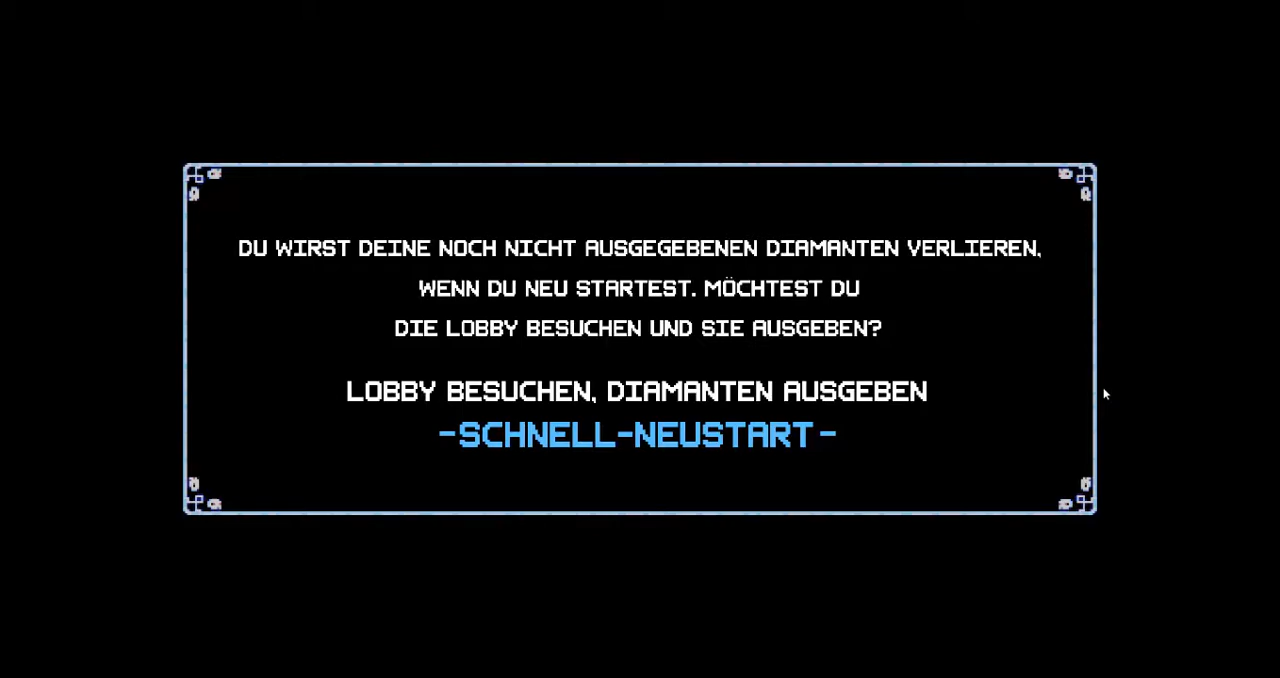 DU WIRST DEINE NOCH NICHT AUSGEGEBENEN DIAMANTEN VERLIEREN,
WENN DU NEU STARTEST. MÖCHTEST DU
DIE LOBBY BESUCHEN UND SIE AUSGEBEN?
LOBBY BESUCHEN, DIAMANTEN AUSGEBEN
-SCHNELL-NEUSTART-